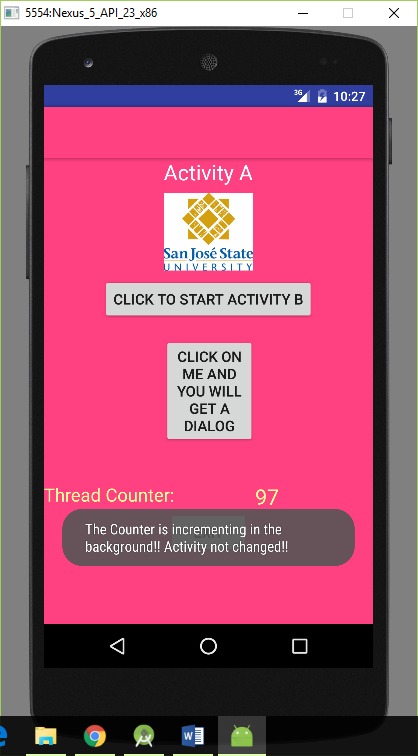 5554:Nexus_5_API_23_x86
3G 10:27
Activity A
San José State
UNIVERSITY
CLICK TO START ACTIVITY B
CLICK ON
ME AND
YOU WILL
GET A
DIALOG
Thread Counter: 97
The Counter is incrementing in the
background!! Activity not changed!!